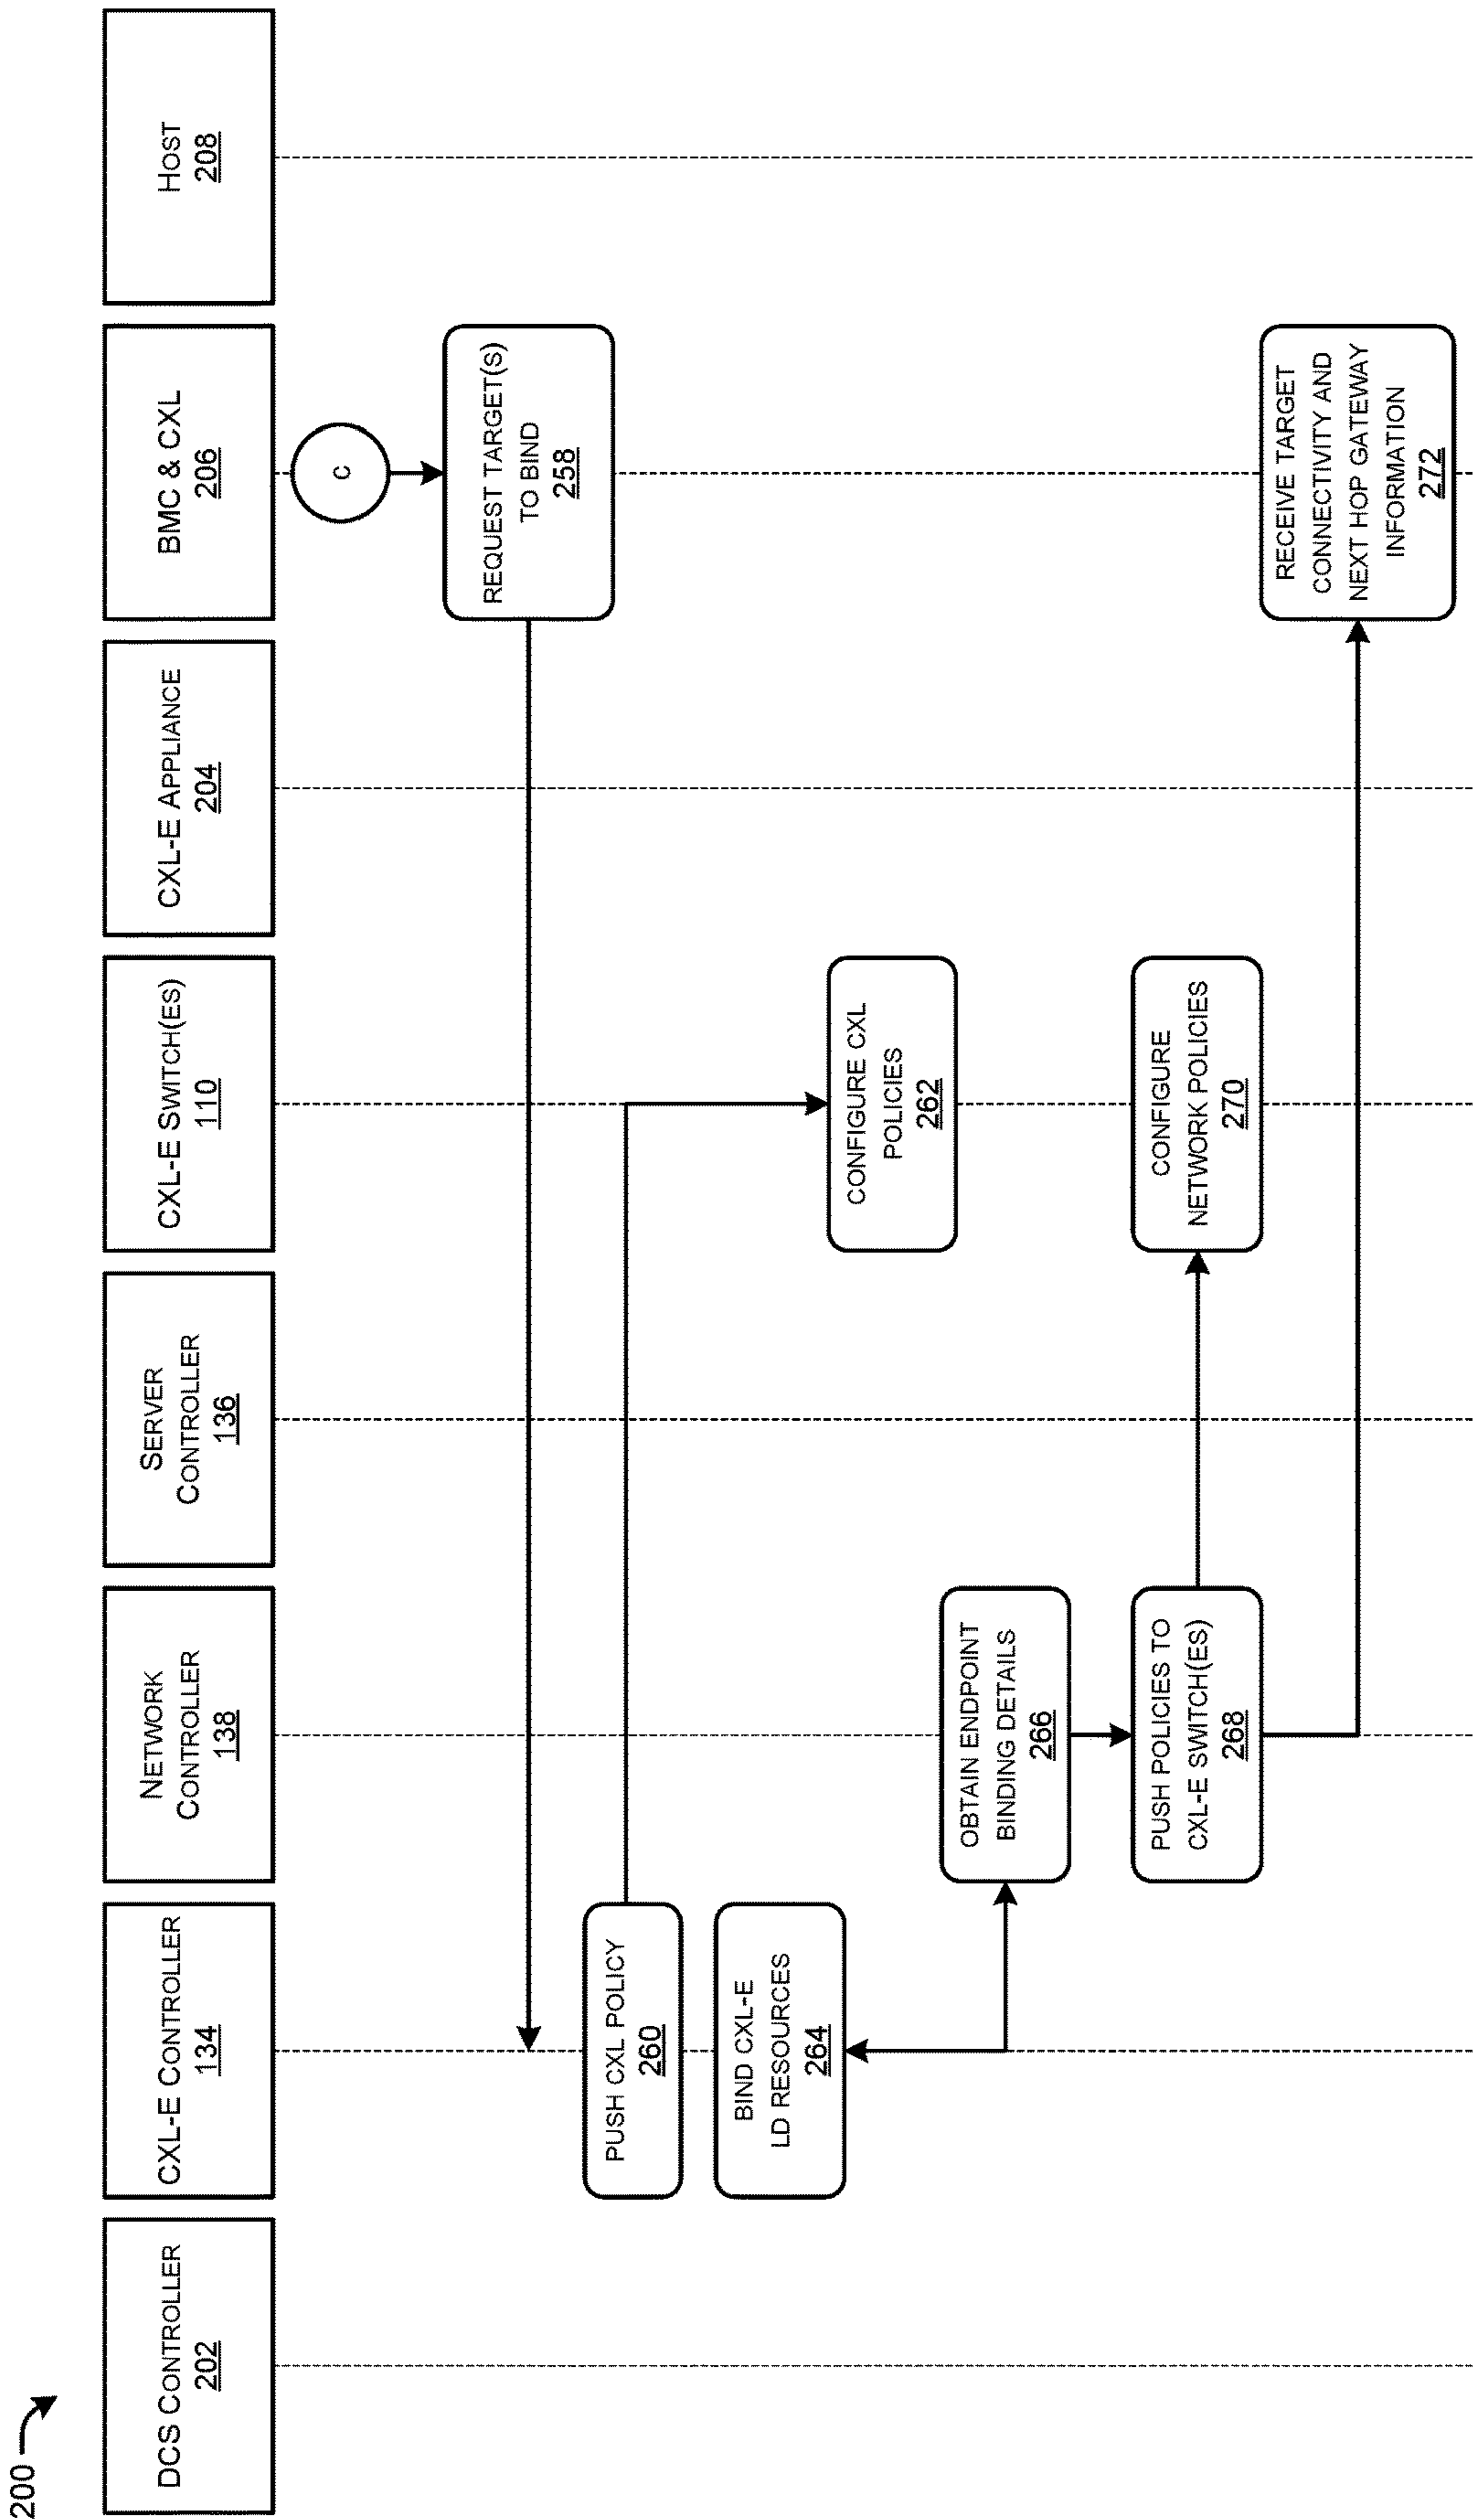 200
DCS CONTROLLER
202
CXL-E CONTROLLER
134
NETWORK
CONTROLLER
138
SERVER
CONTROLLER
136
CXL-E SWITCH(ES)
110
CXL-E APPLIANCE
204
BMC & CXL
206
HOST
208
C
REQUEST TARGET(S)
TO BIND
258
PUSH CXL POLICY
260
CONFIGURE CXL
POLICIES
262
BIND CXL-E
LD RESOURCES
264
OBTAIN ENDPOINT
BINDING DETAILS
266
PUSH POLICIES TO
CXL-E SWITCH(ES)
268
CONFIGURE
NETWORK POLICIES
270
RECEIVE TARGET
CONNECTIVITY AND
NEXT HOP GATEWAY
INFORMATION
272